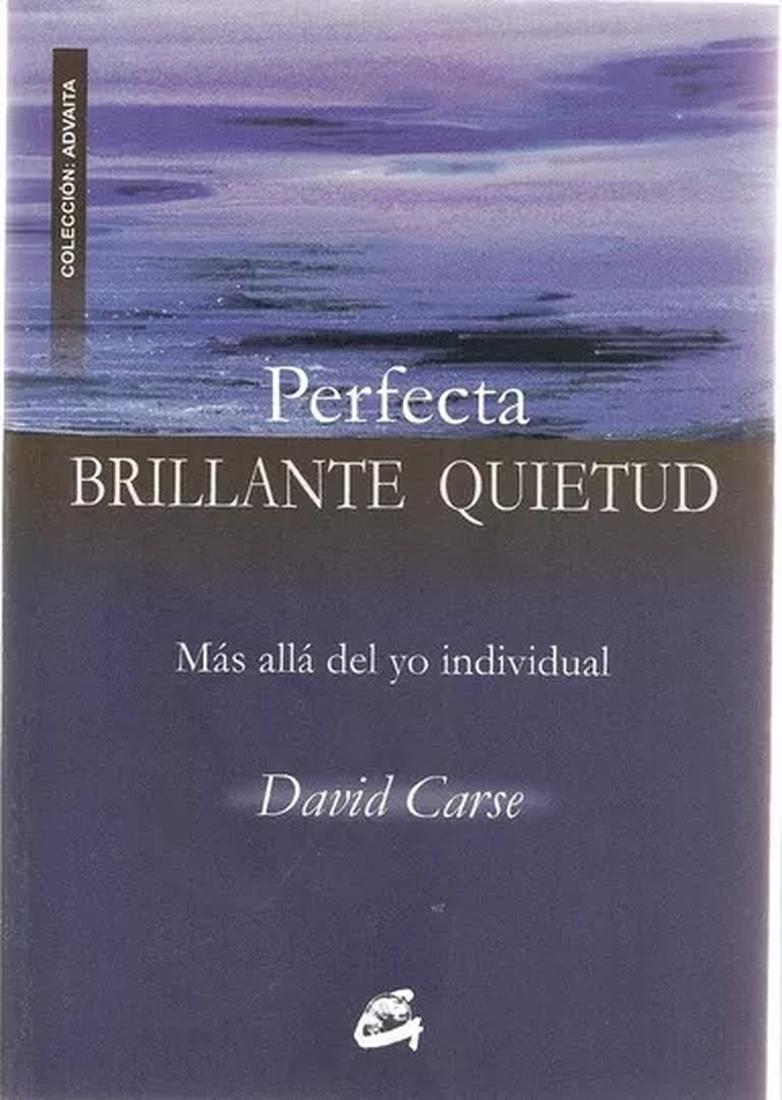 COLECCIÓN: ADVAITA
Perfecta
BRILLANTE QUIETUD
Más allá del yo individual
David Carse